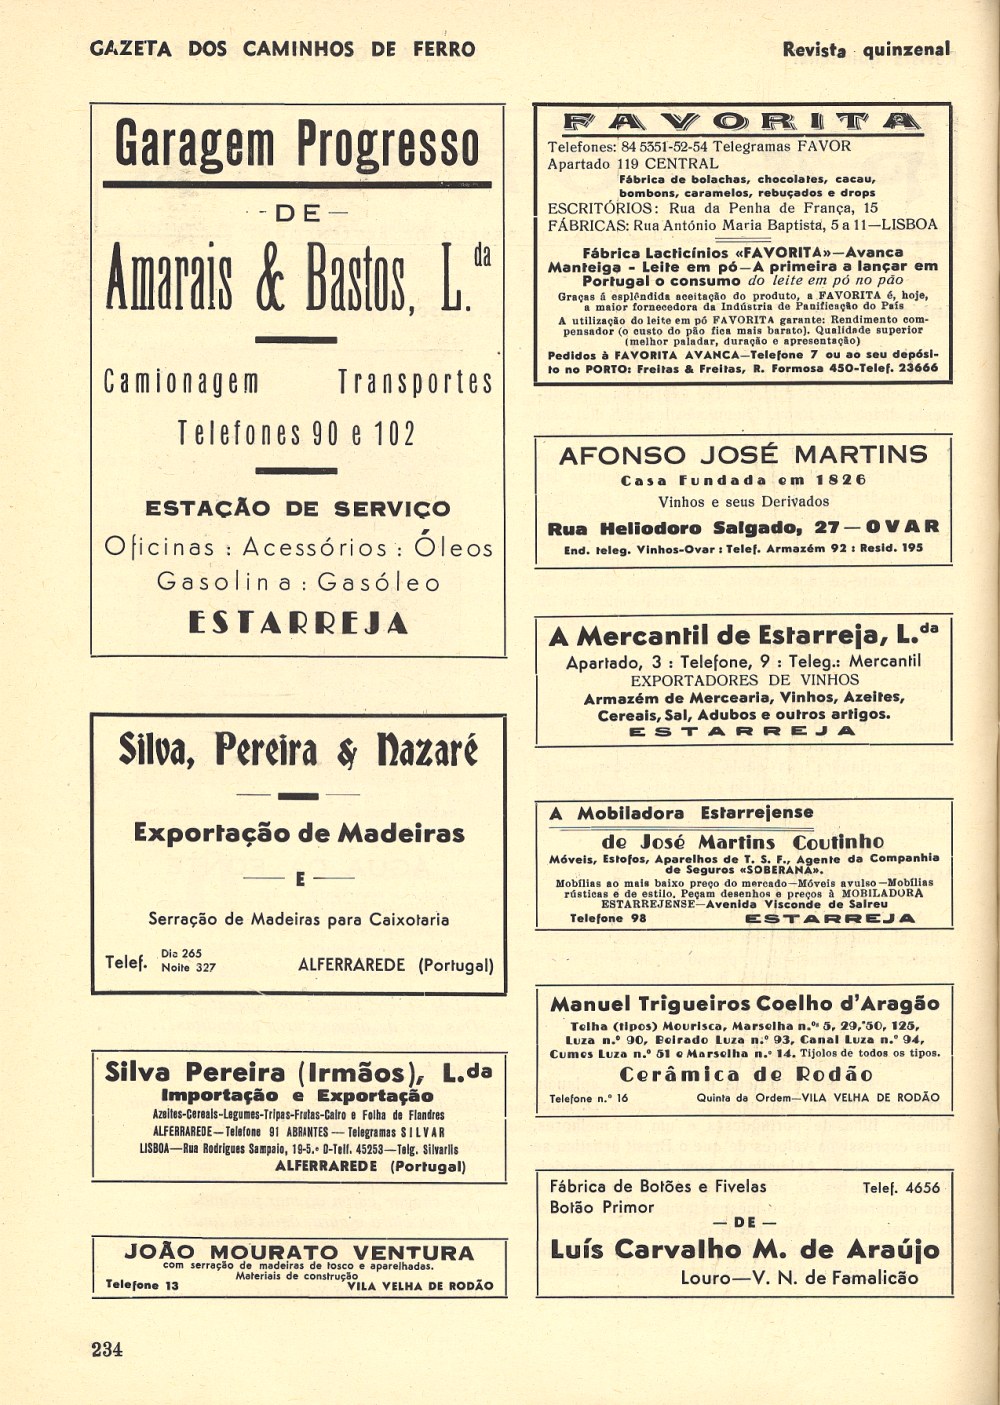 GAZETA DOS CAMINHOS DE FERRO
Revista quinzenal
Garagem Progresso
- - DE —
Amarais & Bastos, L.da
Camionagem Transportes
Telefones 90 e 102
ESTAÇÃO DE SERVIÇO
Oficinas : Acessórios : Óleos
Gasolina : Gasóleo
ESTARREJA
Silva, Pereira & Nazaré
Exportação de Madeiras
— E —
Serração de Madeiras para Caixotaria
Telef. Dia 265
Noite 327
ALFERRAREDE (Portugal)
Silva Pereira (Irmãos), L.da
Importação e Exportação
Azeites-Cereais-Legumes-Tripas-Frutas-Cairo e Folha de Flandres
ALFERRAREDE—Telefone 91 ABRANTES — Telegramas SILVAR
LISBOA—Rua Rodrigues Sampaio, 19-5.º D-Telf. 45253—Telg. Silvarlis
ALFERRAREDE (Portugal)
JOÃO MOURATO VENTURA
com serração de madeiras de tosco e aparelhadas.
Materiais de construção
Telefone 13 VILA VELHA DE RODÃO
FAVORITA
Telefones: 84 5351-52-54 Telegramas FAVOR
Apartado 119 CENTRAL
Fábrica de bolachas, chocolates, cacau,
bombons, caramelos, rebuçados e drops
ESCRITÓRIOS: Rua da Penha de França, 15
FÁBRICAS: Rua António Maria Baptista, 5 a 11—LISBOA
Fábrica Lacticínios «FAVORITA»—Avanca
Manteiga - Leite em pó—A primeira a lançar em
Portugal o consumo do leite em pó no pão
Graças á esplêndida aceitação do produto, a FAVORITA é, hoje,
a maior fornecedora da Indústria de Panificação do País
A utilização do leite em pó FAVORITA garante: Rendimento com-
pensador (o custo do pão fica mais barato). Qualidade superior
(melhor paladar, duração e apresentação)
Pedidos à FAVORITA AVANCA—Telefone 7 ou ao seu depósi-
to no PORTO: Freitas & Freitas, R. Formosa 450-Telef. 23666
AFONSO JOSÉ MARTINS
Casa Fundada em 1826
Vinhos e seus Derivados
Rua Heliodoro Salgado, 27 — OVAR
End. teleg. Vinhos-Ovar : Telef. Armazém 92 : Resid. 195
A Mercantil de Estarreja, L.da
Apartado, 3 : Telefone, 9 : Teleg.: Mercantil
EXPORTADORES DE VINHOS
Armazém de Mercearia, Vinhos, Azeites,
Cereais, Sal, Adubos e outros artigos.
ESTARREJA
A Mobiladora Estarrejense
de José Martins Coutinho
Móveis, Estofos, Aparelhos de T. S. F., Agente da Companhia
de Seguros «SOBERANA».
Mobílias ao mais baixo preço do mercado—Móveis avulso—Mobílias
rústicas e de estilo. Peçam desenhos e preços à MOBILADORA
ESTARREJENSE—Avenida Visconde de Salreu
Telefone 98 ESTARREJA
Manuel Trigueiros Coelho d'Aragão
Telha (tipos) Mourisca, Marselha n.ºs 5, 29, 50, 125,
Luza n.º 90, Beirado Luza n.º 93, Canal Luza n.º 94,
Cumes Luza n.º 51 e Marselha n.º 14. Tijolos de todos os tipos.
Cerâmica de Rodão
Telefone n.º 16 Quinta da Ordem—VILA VELHA DE RODÃO
Fábrica de Botões e Fivelas Telef. 4656
Botão Primor
— DE —
Luís Carvalho M. de Araújo
Louro—V. N. de Famalicão
234